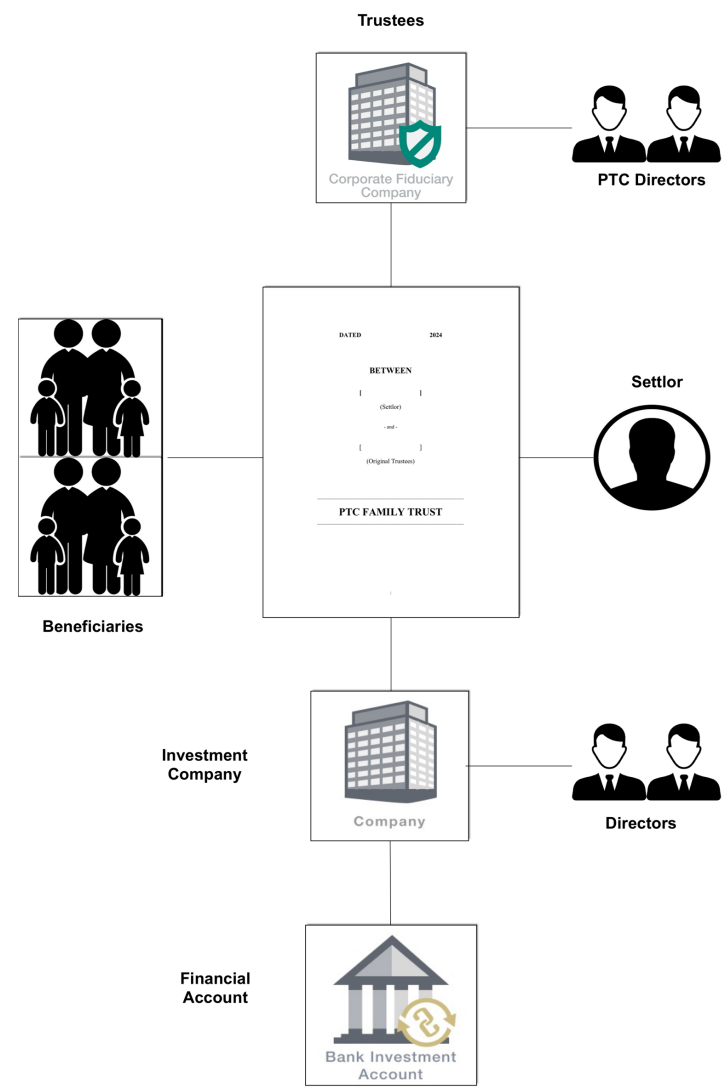 Trustees
Corporate Fiduciary
Company
PTC Directors
DATED 2024
BETWEEN
[ ]
(Settlor)
- and -
[ ]
(Original Trustees)
PTC FAMILY TRUST
Settlor
Beneficiaries
Investment
Company
Company
Directors
Financial
Account
Bank Investment
Account